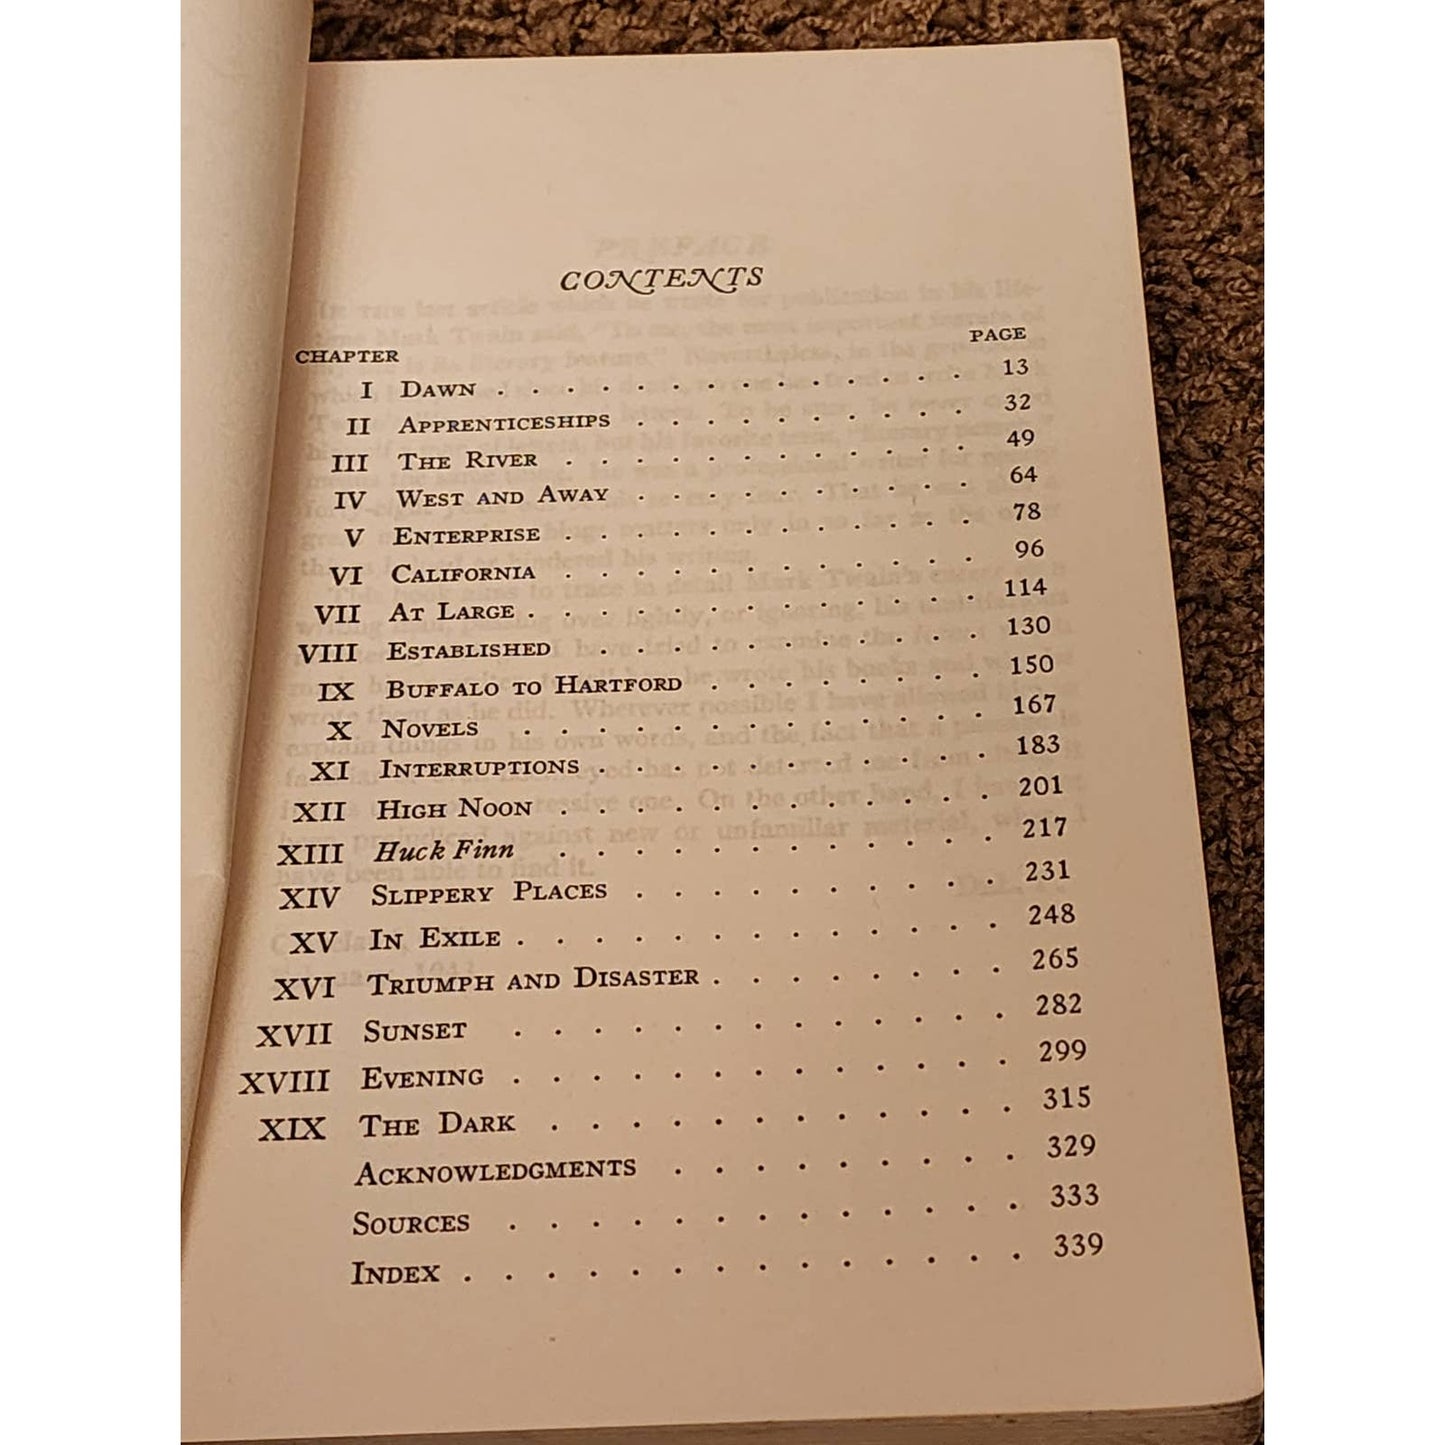 CONTENTS
CHAPTER PAGE
I DAWN . . . . . . . . . . . . . . 13
II APPRENTICESHIPS . . . . . . . . . . 32
III THE RIVER . . . . . . . . . . . . 49
IV WEST AND AWAY . . . . . . . . . . 64
V ENTERPRISE . . . . . . . . . . . . 78
VI CALIFORNIA . . . . . . . . . . . . 96
VII AT LARGE . . . . . . . . . . . . . 114
VIII ESTABLISHED . . . . . . . . . . . 130
IX BUFFALO TO HARTFORD . . . . . . . . 150
X NOVELS . . . . . . . . . . . . . 167
XI INTERRUPTIONS . . . . . . . . . . . 183
XII HIGH NOON . . . . . . . . . . . . 201
XIII Huck Finn . . . . . . . . . . . . 217
XIV SLIPPERY PLACES . . . . . . . . . . 231
XV IN EXILE . . . . . . . . . . . . . 248
XVI TRIUMPH AND DISASTER . . . . . . . . 265
XVII SUNSET . . . . . . . . . . . . . 282
XVIII EVENING . . . . . . . . . . . . . 299
XIX THE DARK . . . . . . . . . . . . 315
ACKNOWLEDGMENTS . . . . . . . . . 329
SOURCES . . . . . . . . . . . . . 333
INDEX . . . . . . . . . . . . . . 339